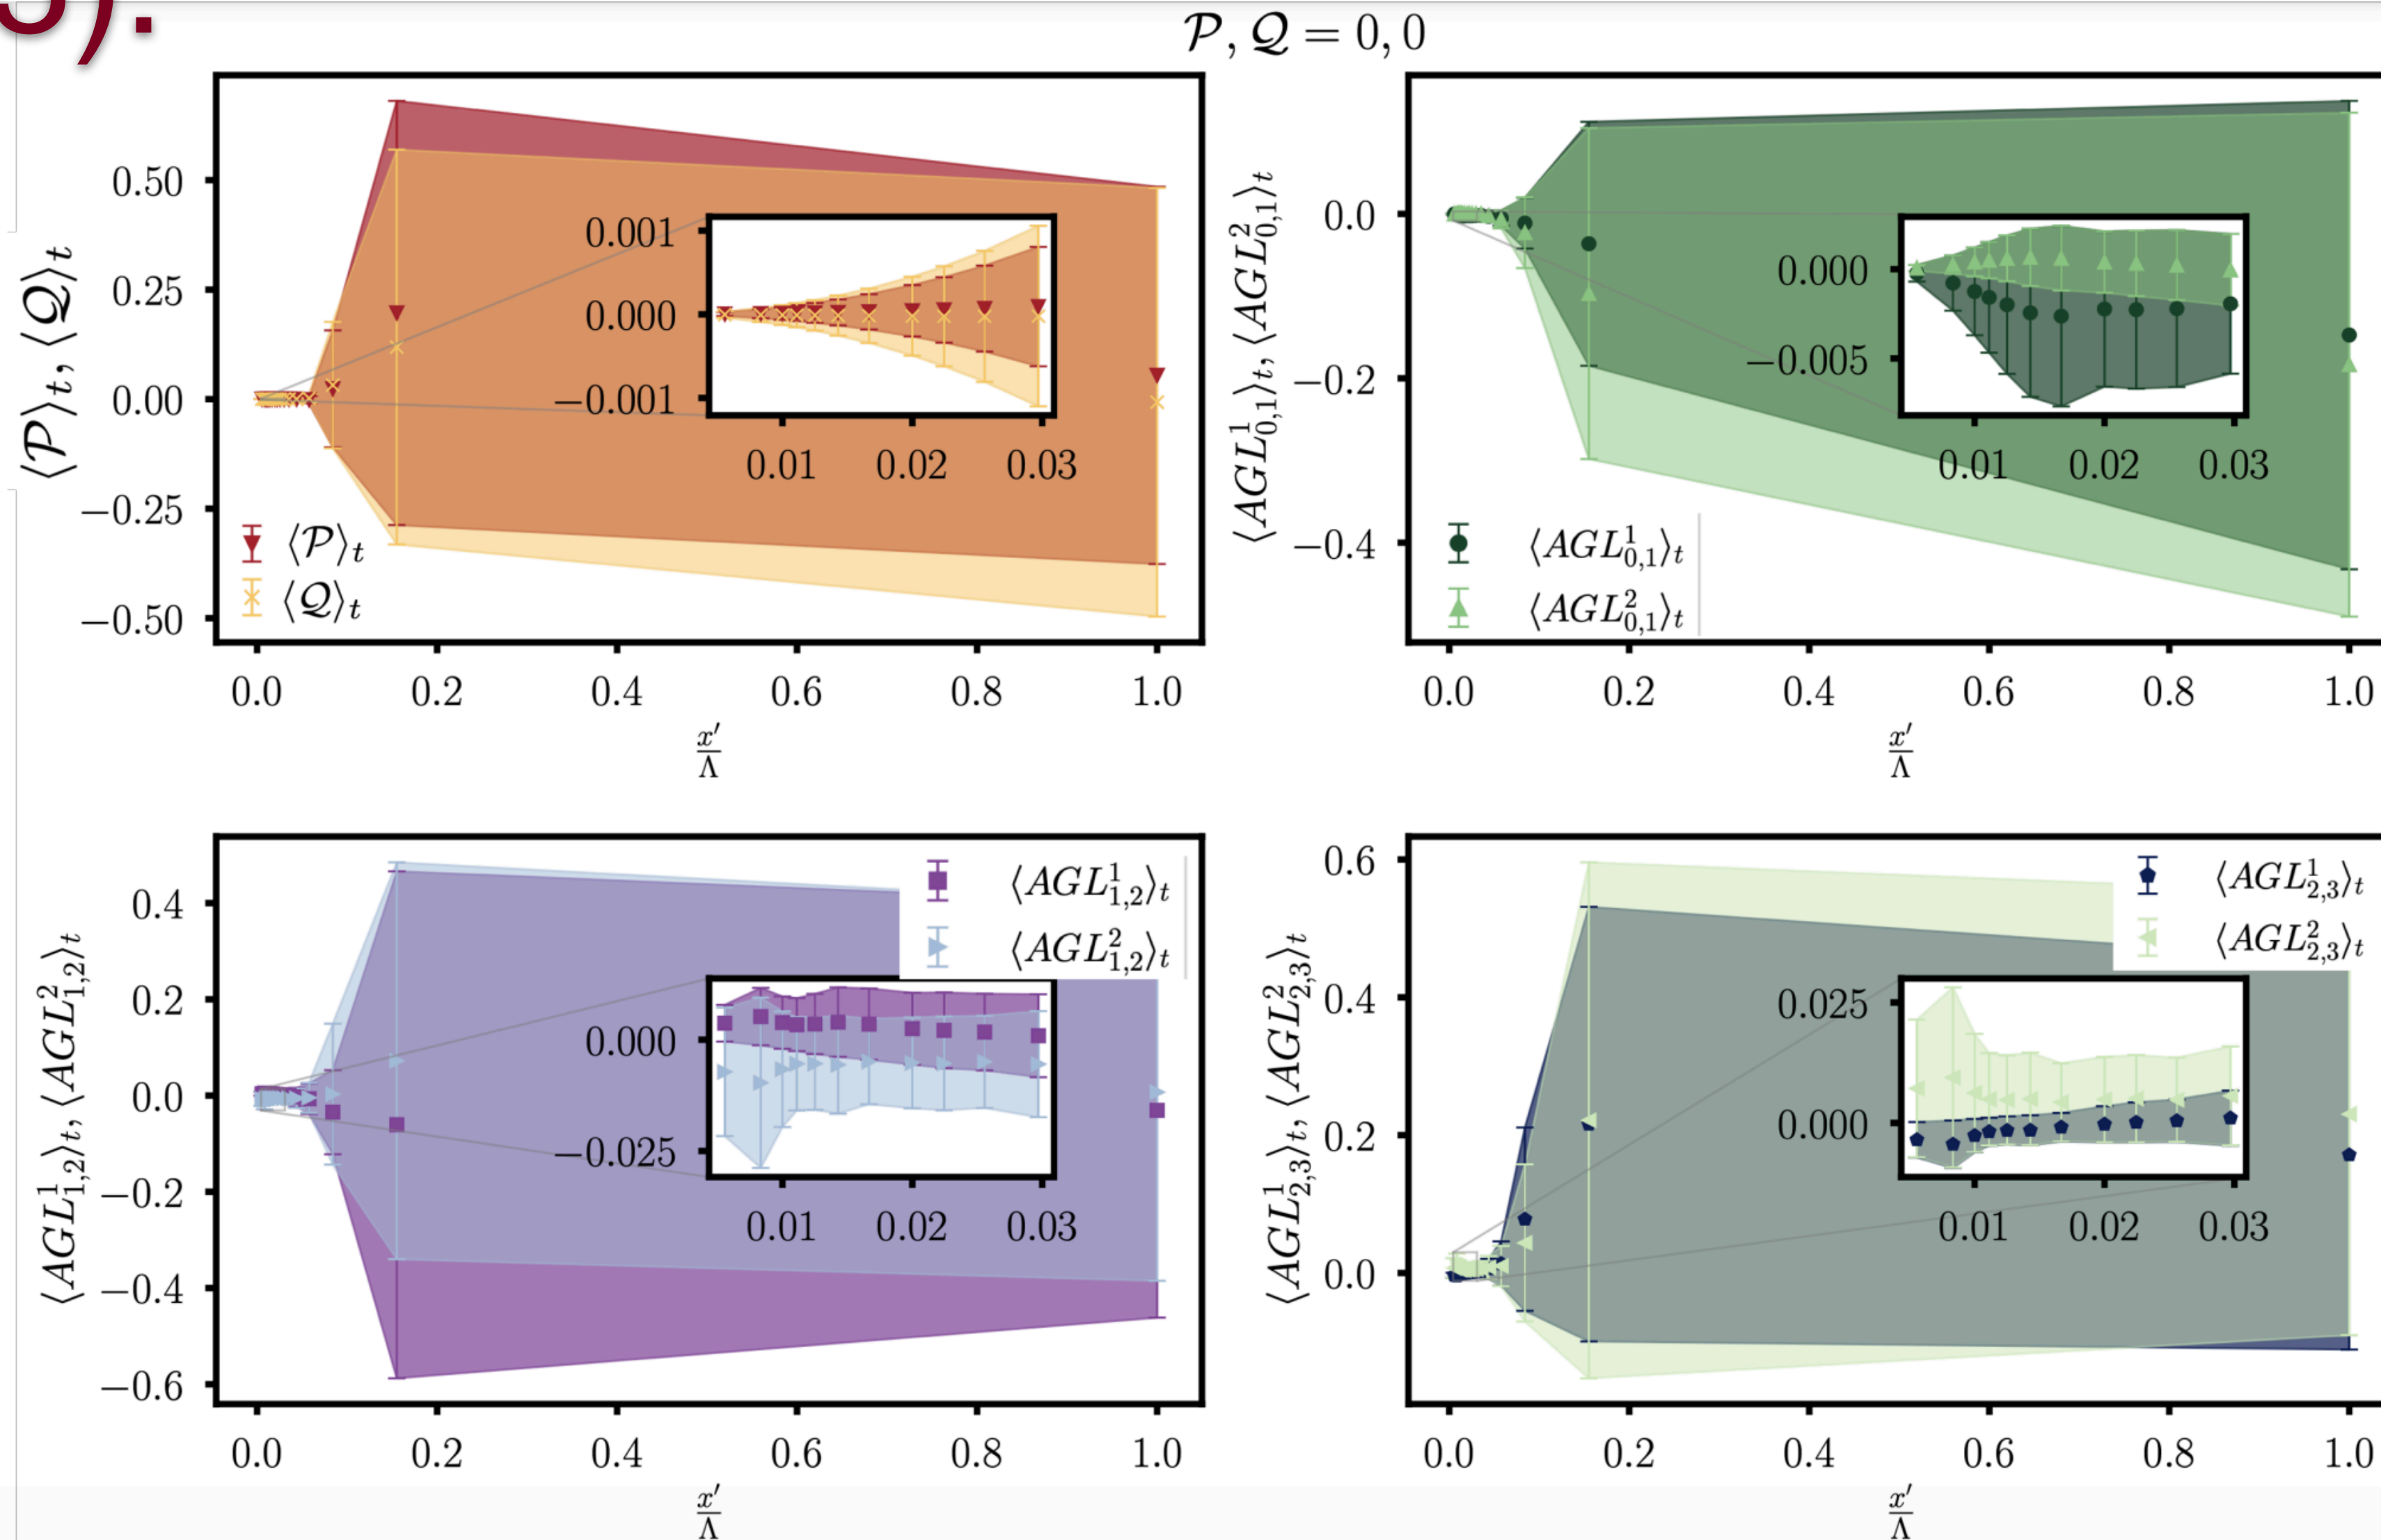 3).
𝒫, 𝒬 = 0, 0
⟨𝒫⟩_t, ⟨𝒬⟩_t
0.50
0.25
0.00
−0.25
−0.50
0.001
0.000
−0.001
0.01 0.02 0.03
⟨𝒫⟩_t
⟨𝒬⟩_t
0.0 0.2 0.4 0.6 0.8 1.0
x′/Λ
⟨AGL^1_{0,1}⟩_t, ⟨AGL^2_{0,1}⟩_t
0.0
−0.2
−0.4
0.000
−0.005
0.01 0.02 0.03
⟨AGL^1_{0,1}⟩_t
⟨AGL^2_{0,1}⟩_t
0.0 0.2 0.4 0.6 0.8 1.0
x′/Λ
⟨AGL^1_{1,2}⟩_t, ⟨AGL^2_{1,2}⟩_t
0.4
0.2
0.0
−0.2
−0.4
−0.6
⟨AGL^1_{1,2}⟩_t
⟨AGL^2_{1,2}⟩_t
0.000
−0.025
0.01 0.02 0.03
0.0 0.2 0.4 0.6 0.8 1.0
x′/Λ
⟨AGL^1_{2,3}⟩_t, ⟨AGL^2_{2,3}⟩_t
0.6
0.4
0.2
0.0
⟨AGL^1_{2,3}⟩_t
⟨AGL^2_{2,3}⟩_t
0.025
0.000
0.01 0.02 0.03
0.0 0.2 0.4 0.6 0.8 1.0
x′/Λ